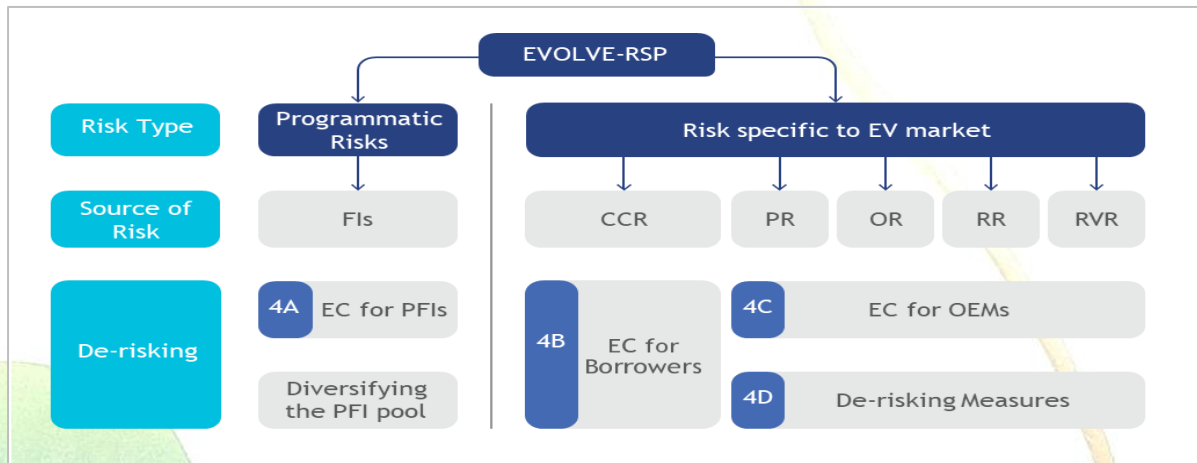 EVOLVE-RSP
Risk Type
Programmatic
Risks
Risk specific to EV market
Source of
Risk
FIs
CCR
PR
OR
RR
RVR
De-risking
4A
EC for PFIs
Diversifying
the PFI pool
4B
EC for
Borrowers
4C
EC for OEMs
4D
De-risking Measures